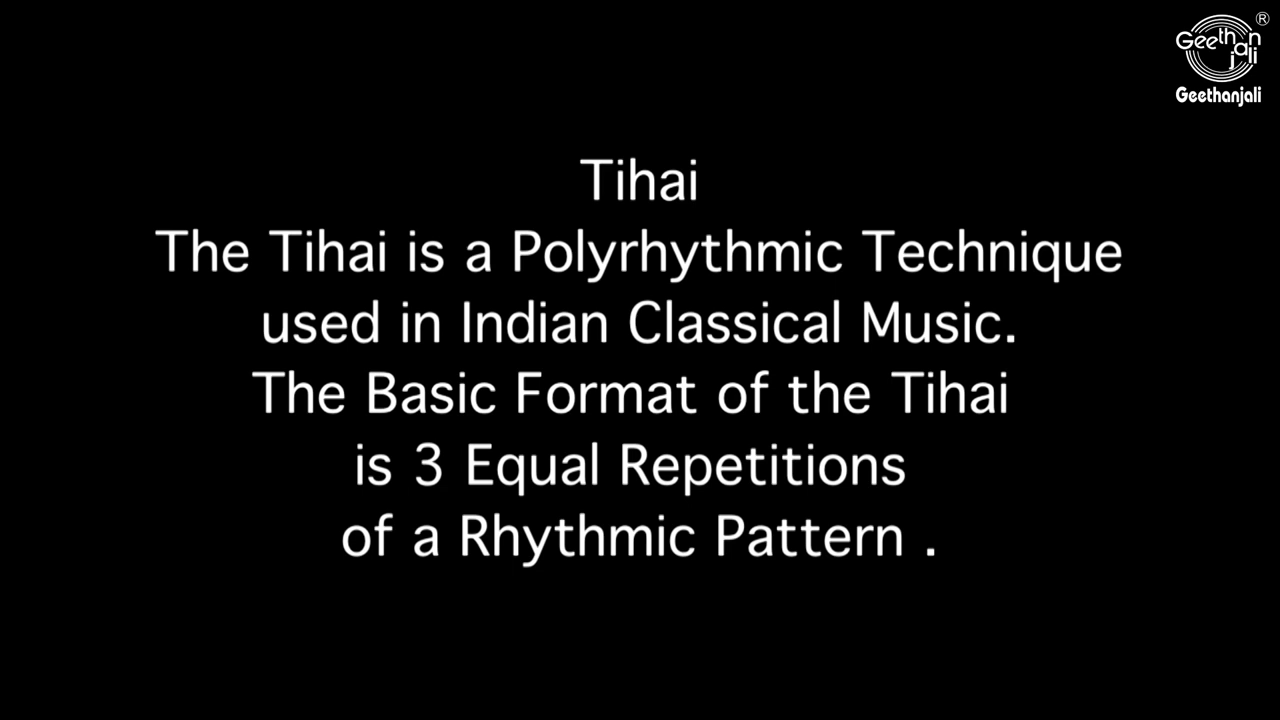 Geethanjali
Geethanjali
Tihai
The Tihai is a Polyrhythmic Technique
used in Indian Classical Music.
The Basic Format of the Tihai
is 3 Equal Repetitions
of a Rhythmic Pattern .